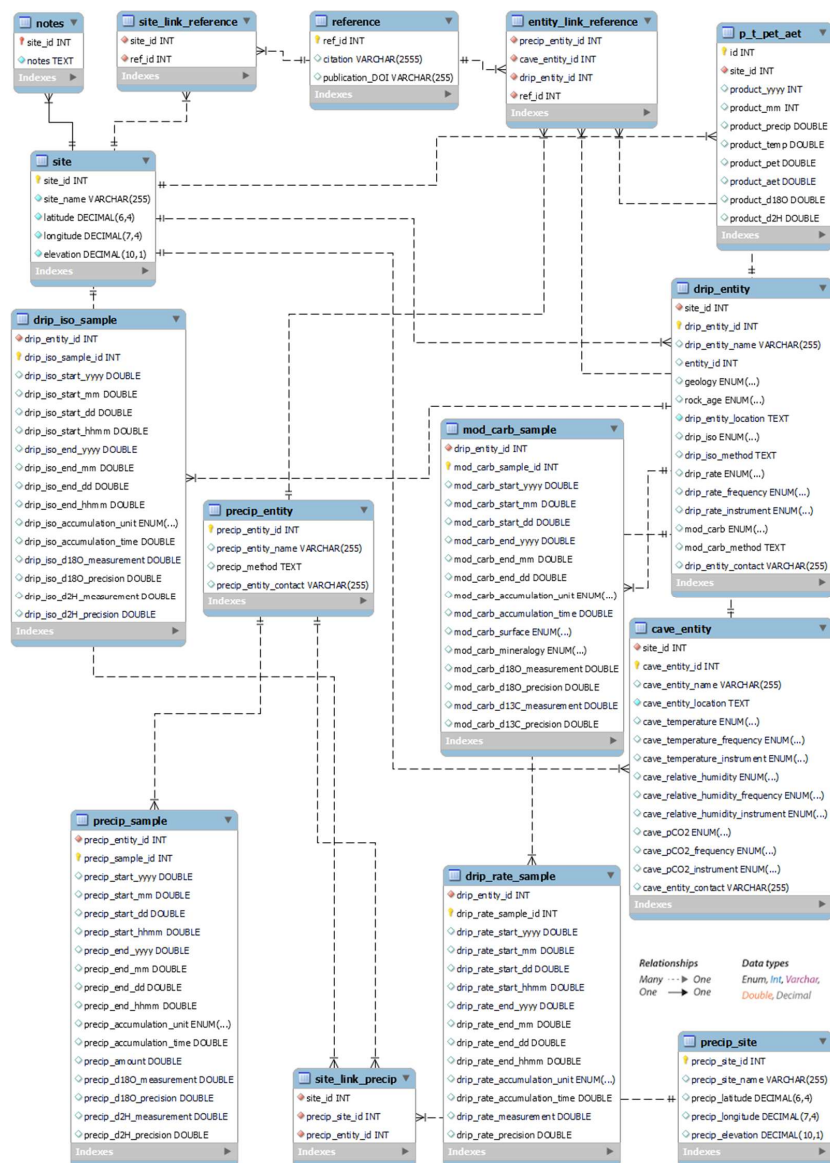 notes
site_id INT
notes TEXT
Indexes
site_link_reference
site_id INT
ref_id INT
Indexes
reference
ref_id INT
citation VARCHAR(2555)
publication_DOI VARCHAR(255)
Indexes
entity_link_reference
precip_entity_id INT
cave_entity_id INT
drip_entity_id INT
ref_id INT
Indexes
p_t_pet_aet
id INT
site_id INT
product_yyyy INT
product_mm INT
product_precip DOUBLE
product_temp DOUBLE
product_pet DOUBLE
product_aet DOUBLE
product_d18O DOUBLE
product_d2H DOUBLE
Indexes
site
site_id INT
site_name VARCHAR(255)
latitude DECIMAL(6,4)
longitude DECIMAL(7,4)
elevation DECIMAL(10,1)
Indexes
drip_iso_sample
drip_entity_id INT
drip_iso_sample_id INT
drip_iso_start_yyyy DOUBLE
drip_iso_start_mm DOUBLE
drip_iso_start_dd DOUBLE
drip_iso_start_hhmm DOUBLE
drip_iso_end_yyyy DOUBLE
drip_iso_end_mm DOUBLE
drip_iso_end_dd DOUBLE
drip_iso_end_hhmm DOUBLE
drip_iso_accumulation_unit ENUM(...)
drip_iso_accumulation_time DOUBLE
drip_iso_d18O_measurement DOUBLE
drip_iso_d18O_precision DOUBLE
drip_iso_d2H_measurement DOUBLE
drip_iso_d2H_precision DOUBLE
Indexes
drip_entity
site_id INT
drip_entity_id INT
drip_entity_name VARCHAR(255)
entity_id INT
geology ENUM(...)
rock_age ENUM(...)
drip_entity_location TEXT
drip_iso ENUM(...)
drip_iso_method TEXT
drip_rate ENUM(...)
drip_rate_frequency ENUM(...)
drip_rate_instrument ENUM(...)
mod_carb ENUM(...)
mod_carb_method TEXT
drip_entity_contact VARCHAR(255)
Indexes
mod_carb_sample
drip_entity_id INT
mod_carb_sample_id INT
mod_carb_start_yyyy DOUBLE
mod_carb_start_mm DOUBLE
mod_carb_start_dd DOUBLE
mod_carb_end_yyyy DOUBLE
mod_carb_end_mm DOUBLE
mod_carb_end_dd DOUBLE
mod_carb_accumulation_unit ENUM(...)
mod_carb_accumulation_time DOUBLE
mod_carb_surface ENUM(...)
mod_carb_mineralogy ENUM(...)
mod_carb_d18O_measurement DOUBLE
mod_carb_d18O_precision DOUBLE
mod_carb_d13C_measurement DOUBLE
mod_carb_d13C_precision DOUBLE
Indexes
precip_entity
precip_entity_id INT
precip_entity_name VARCHAR(255)
precip_method TEXT
precip_entity_contact VARCHAR(255)
Indexes
cave_entity
site_id INT
cave_entity_id INT
cave_entity_name VARCHAR(255)
cave_entity_location TEXT
cave_temperature ENUM(...)
cave_temperature_frequency ENUM(...)
cave_temperature_instrument ENUM(...)
cave_relative_humidity ENUM(...)
cave_relative_humidity_frequency ENUM(...)
cave_relative_humidity_instrument ENUM(...)
cave_pCO2 ENUM(...)
cave_pCO2_frequency ENUM(...)
cave_pCO2_instrument ENUM(...)
cave_entity_contact VARCHAR(255)
Indexes
precip_sample
precip_entity_id INT
precip_sample_id INT
precip_start_yyyy DOUBLE
precip_start_mm DOUBLE
precip_start_dd DOUBLE
precip_start_hhmm DOUBLE
precip_end_yyyy DOUBLE
precip_end_mm DOUBLE
precip_end_dd DOUBLE
precip_end_hhmm DOUBLE
precip_accumulation_unit ENUM(...)
precip_accumulation_time DOUBLE
precip_amount DOUBLE
precip_d18O_measurement DOUBLE
precip_d18O_precision DOUBLE
precip_d2H_measurement DOUBLE
precip_d2H_precision DOUBLE
Indexes
drip_rate_sample
drip_entity_id INT
drip_rate_sample_id INT
drip_rate_start_yyyy DOUBLE
drip_rate_start_mm DOUBLE
drip_rate_start_dd DOUBLE
drip_rate_start_hhmm DOUBLE
drip_rate_end_yyyy DOUBLE
drip_rate_end_mm DOUBLE
drip_rate_end_dd DOUBLE
drip_rate_end_hhmm DOUBLE
drip_rate_accumulation_unit ENUM(...)
drip_rate_accumulation_time DOUBLE
drip_rate_measurement DOUBLE
drip_rate_precision DOUBLE
Indexes
Relationships
Many One
One One
Data types
Enum, Int, Varchar,
Double, Decimal
site_link_precip
site_id INT
precip_site_id INT
precip_entity_id INT
Indexes
precip_site
precip_site_id INT
precip_site_name VARCHAR(255)
precip_latitude DECIMAL(6,4)
precip_longitude DECIMAL(7,4)
precip_elevation DECIMAL(10,1)
Indexes